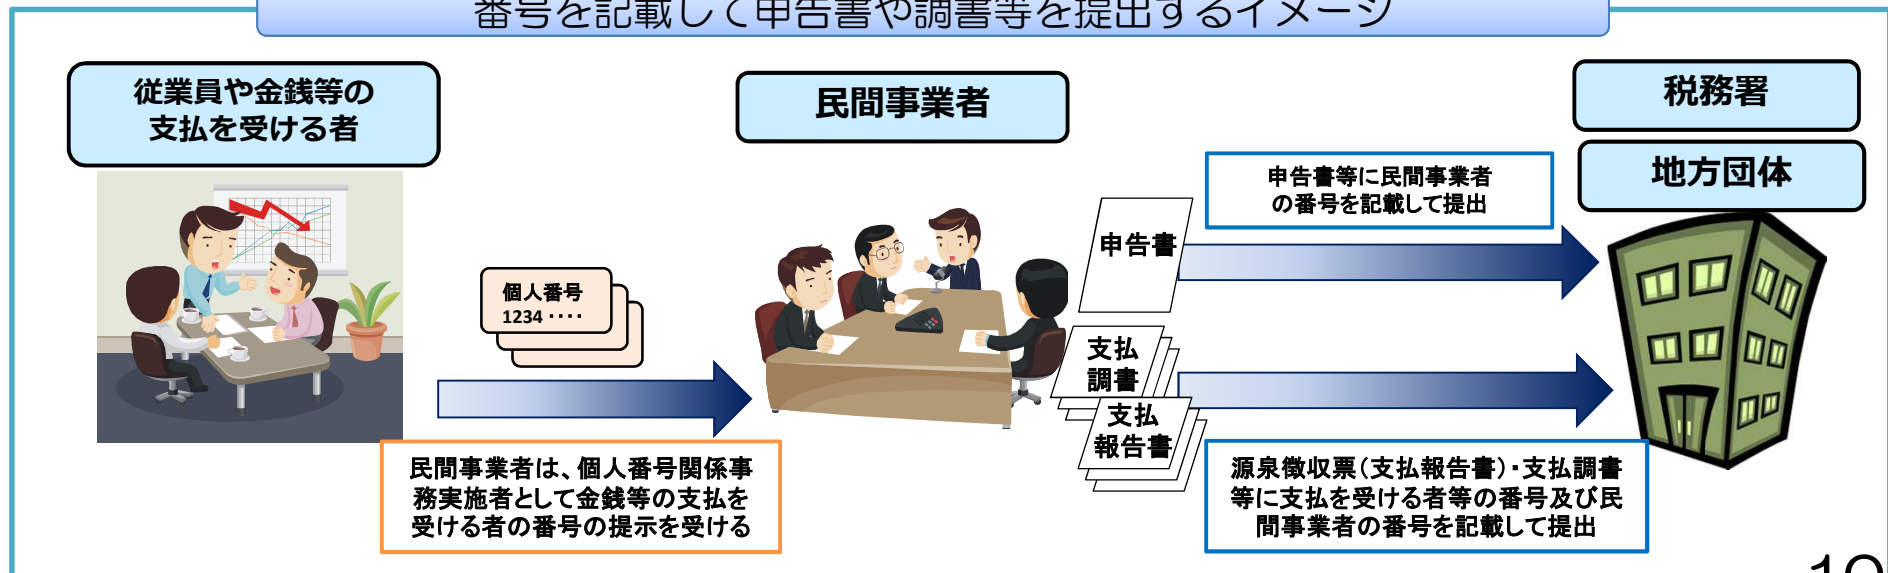 番号を記載して申告書や調書等を提出するイメージ
従業員や金銭等の
支払を受ける者
民間事業者
税務署
地方団体
申告書等に民間事業者
の番号を記載して提出
申告書
個人番号
1234 ････
支払
調書
支払
報告書
民間事業者は、個人番号関係事
務実施者として金銭等の支払を
受ける者の番号の提示を受ける
源泉徴収票(支払報告書)・支払調書
等に支払を受ける者等の番号及び民
間事業者の番号を記載して提出